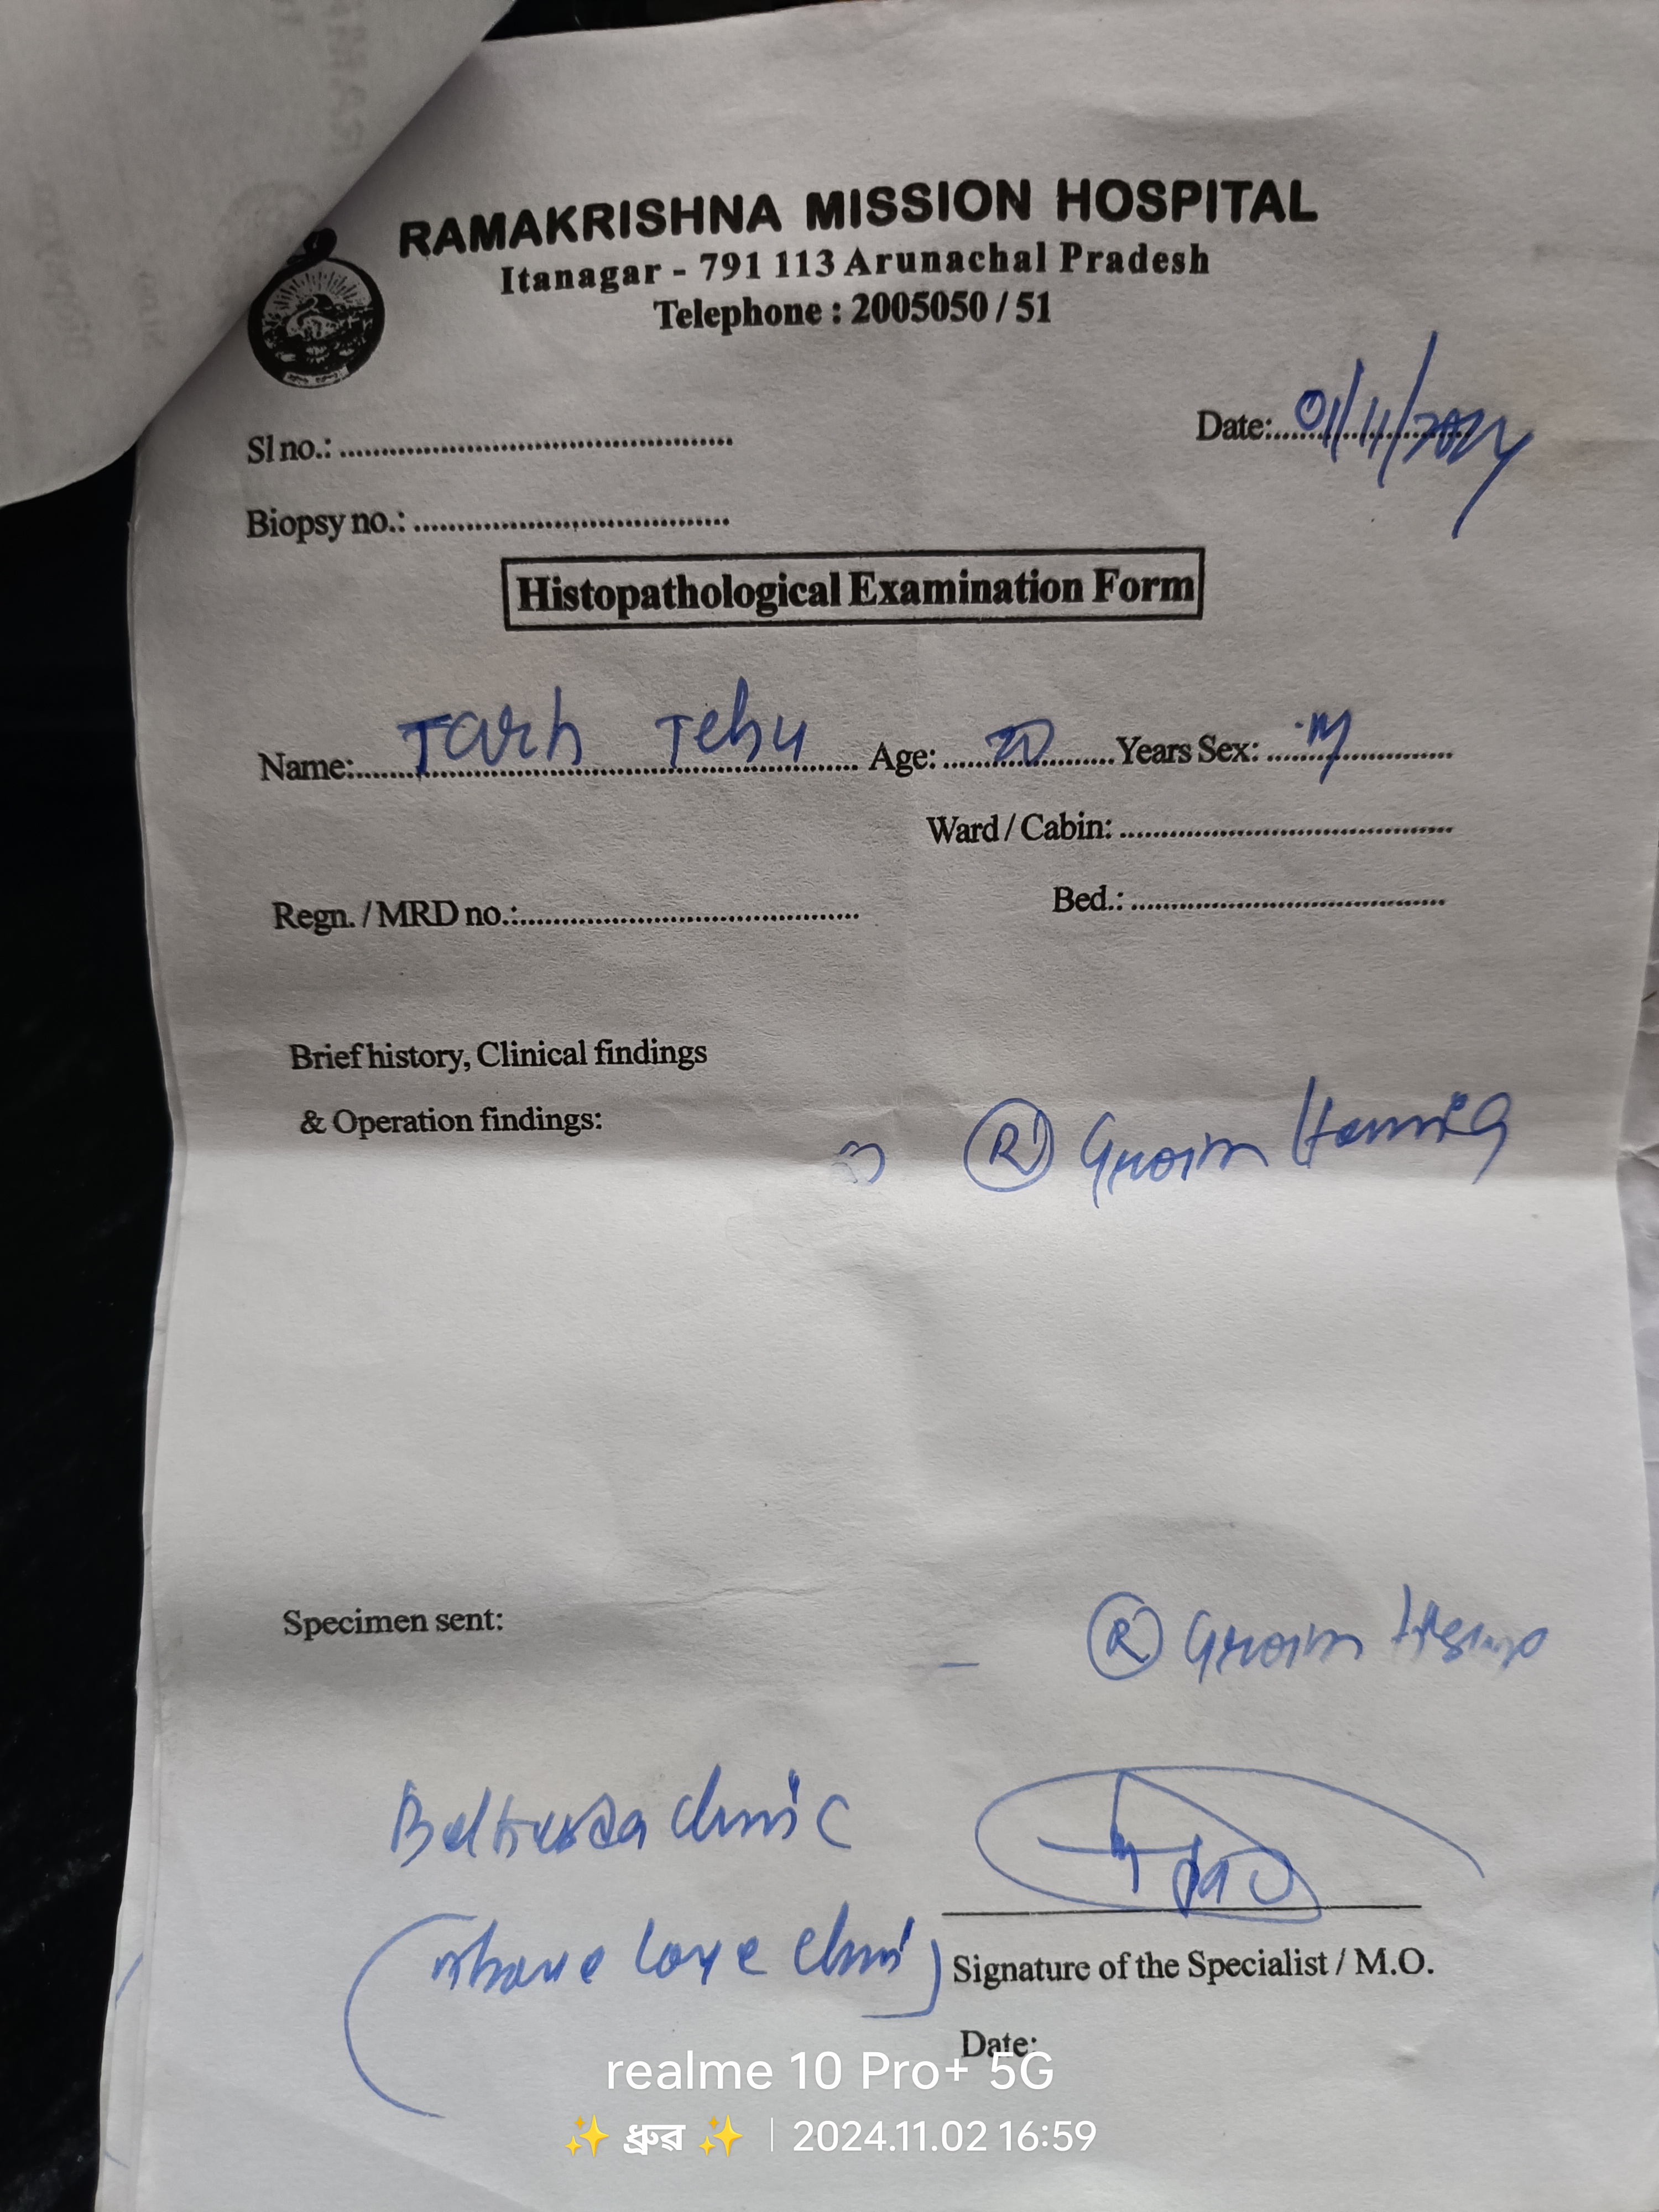 RAMAKRISHNA MISSION HOSPITAL
Itanagar - 791 113 Arunachal Pradesh
Telephone : 2005050 / 51
Sl no.: ........................................
Date: 01/11/2024
Biopsy no.: ........................................
Histopathological Examination Form
Name: Tarh Age: ........ Years Sex: M
Ward / Cabin: ........................................
Regn. / MRD no.: ........................................
Bed.: ........................................
Brief history, Clinical findings
& Operation findings:
Ⓡ Groin Hernia
Specimen sent:
Ⓡ Groin
clinic
Signature of the Specialist / M.O.
Date:
realme 10 Pro+ 5G
✨ ধ্ৰুৱ ✨ | 2024.11.02 16:59